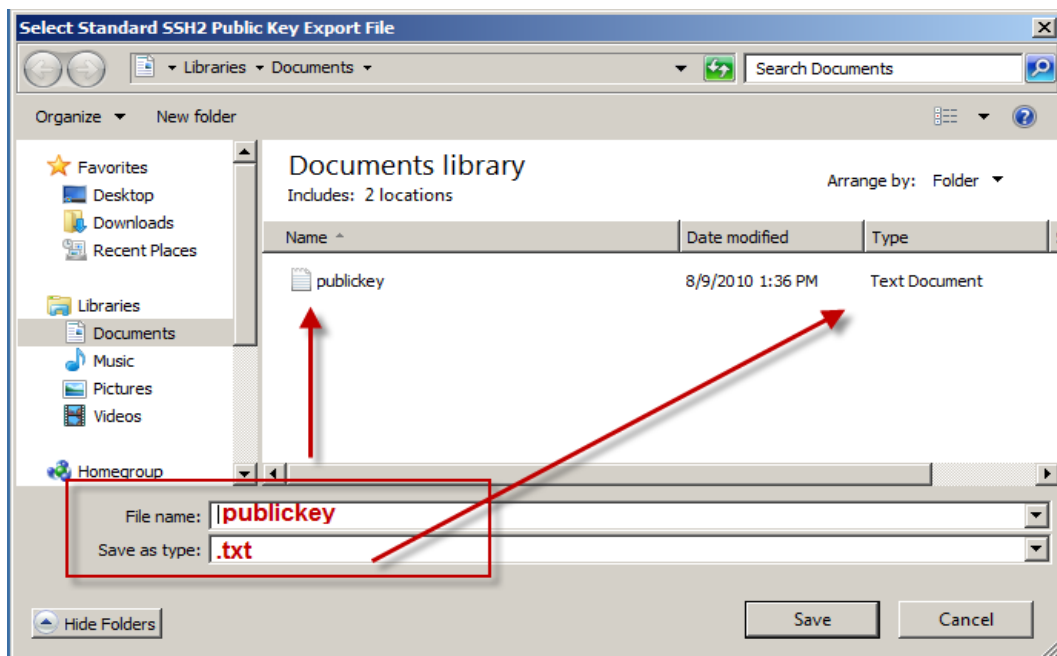 Select Standard SSH2 Public Key Export File
Libraries Documents
Search Documents
Organize New folder
Favorites
Desktop
Downloads
Recent Places
Libraries
Documents
Music
Pictures
Videos
Homegroup
Documents library
Includes: 2 locations
Arrange by: Folder
Name Date modified Type
publickey 8/9/2010 1:36 PM Text Document
File name: publickey
Save as type: .txt
Hide Folders
Save Cancel